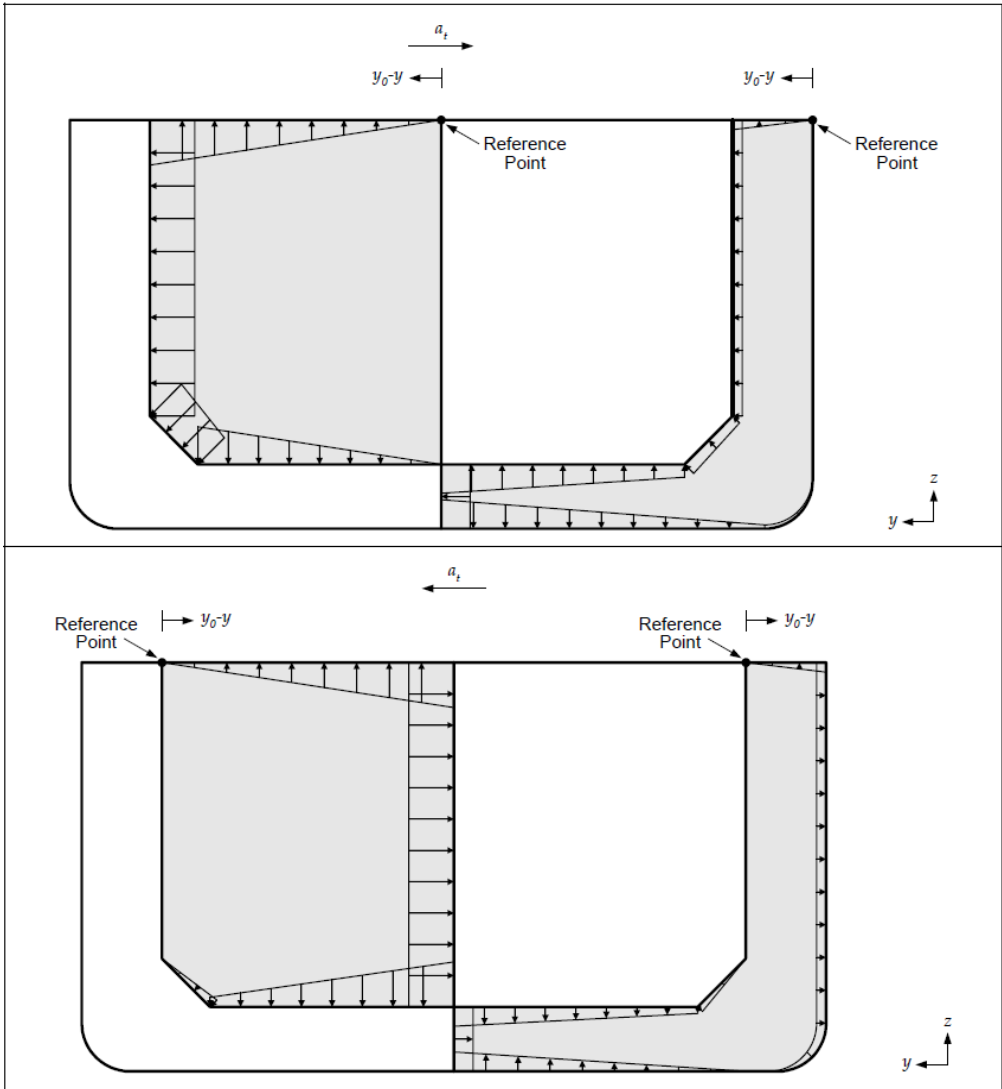 a_t
y_0-y
y_0-y
Reference
Point
Reference
Point
z
y
a_t
Reference
Point
y_0-y
Reference
Point
y_0-y
z
y